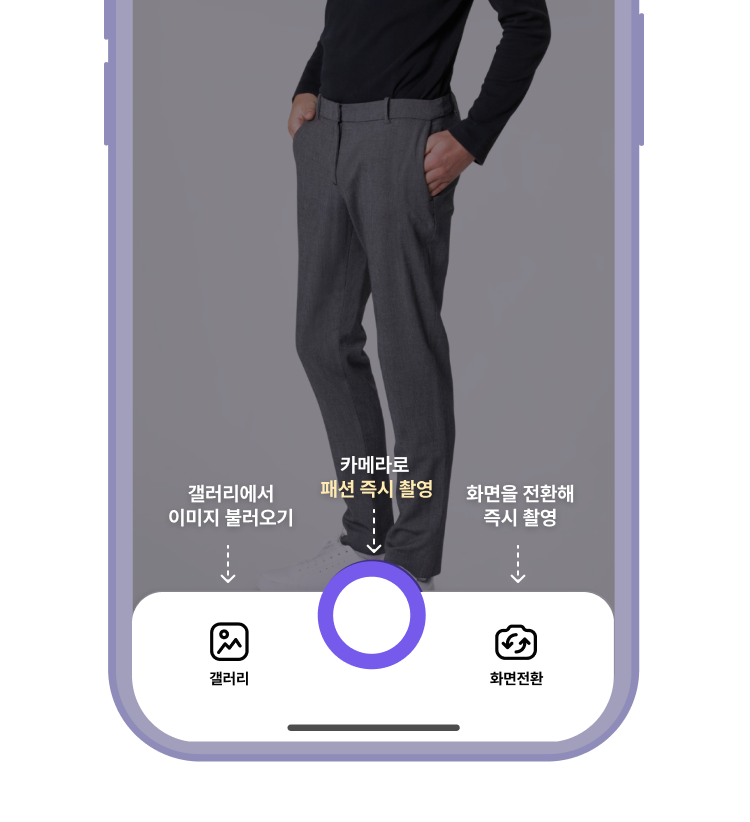 카메라로
패션 즉시 촬영
갤러리에서
이미지 불러오기
화면을 전환해
즉시 촬영
갤러리
화면전환